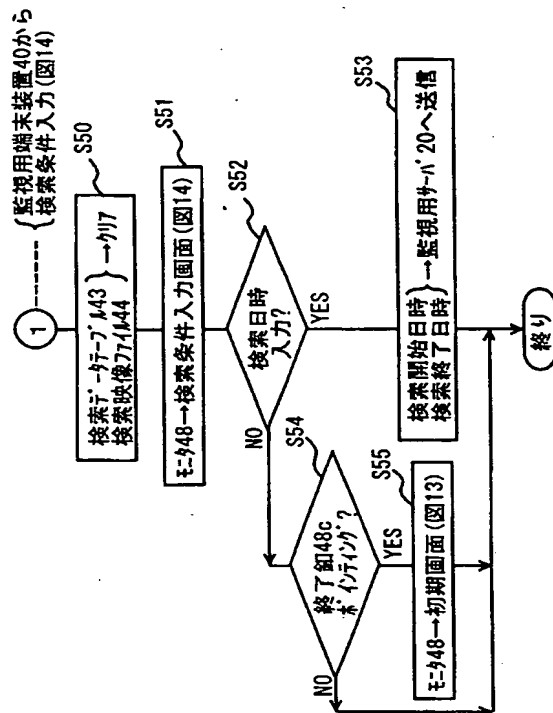 1
監視用端末装置40から
検索条件入力(図14)
S50
検索データテーブル43
検索映像ファイル44
→クリア
S51
モニタ48→検索条件入力画面(図14)
S52
検索日時
入力?
YES
NO
S53
検索開始日時
検索終了日時
→監視用サーバ20へ送信
S54
終了釦48c
ポインティング?
YES
NO
S55
モニタ48→初期画面(図13)
終り